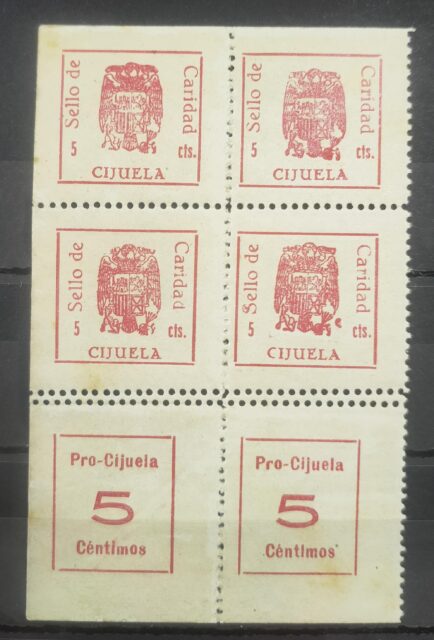 Sello de
Caridad
5 cts.
CIJUELA
Sello de
Caridad
5 cts.
CIJUELA
Sello de
Caridad
5 cts.
CIJUELA
Sello de
Caridad
5 cts.
CIJUELA
Pro-Cijuela
5
Céntimos
Pro-Cijuela
5
Céntimos